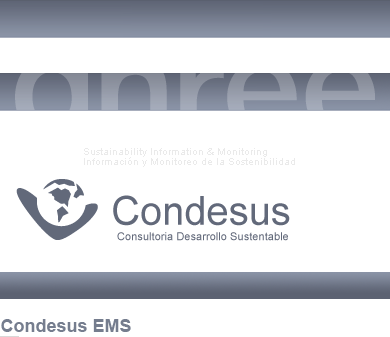 Sustainability Information & Monitoring
Información y Monitoreo de la Sostenibilidad
Condesus
Consultoria Desarrollo Sustentable
Condesus EMS